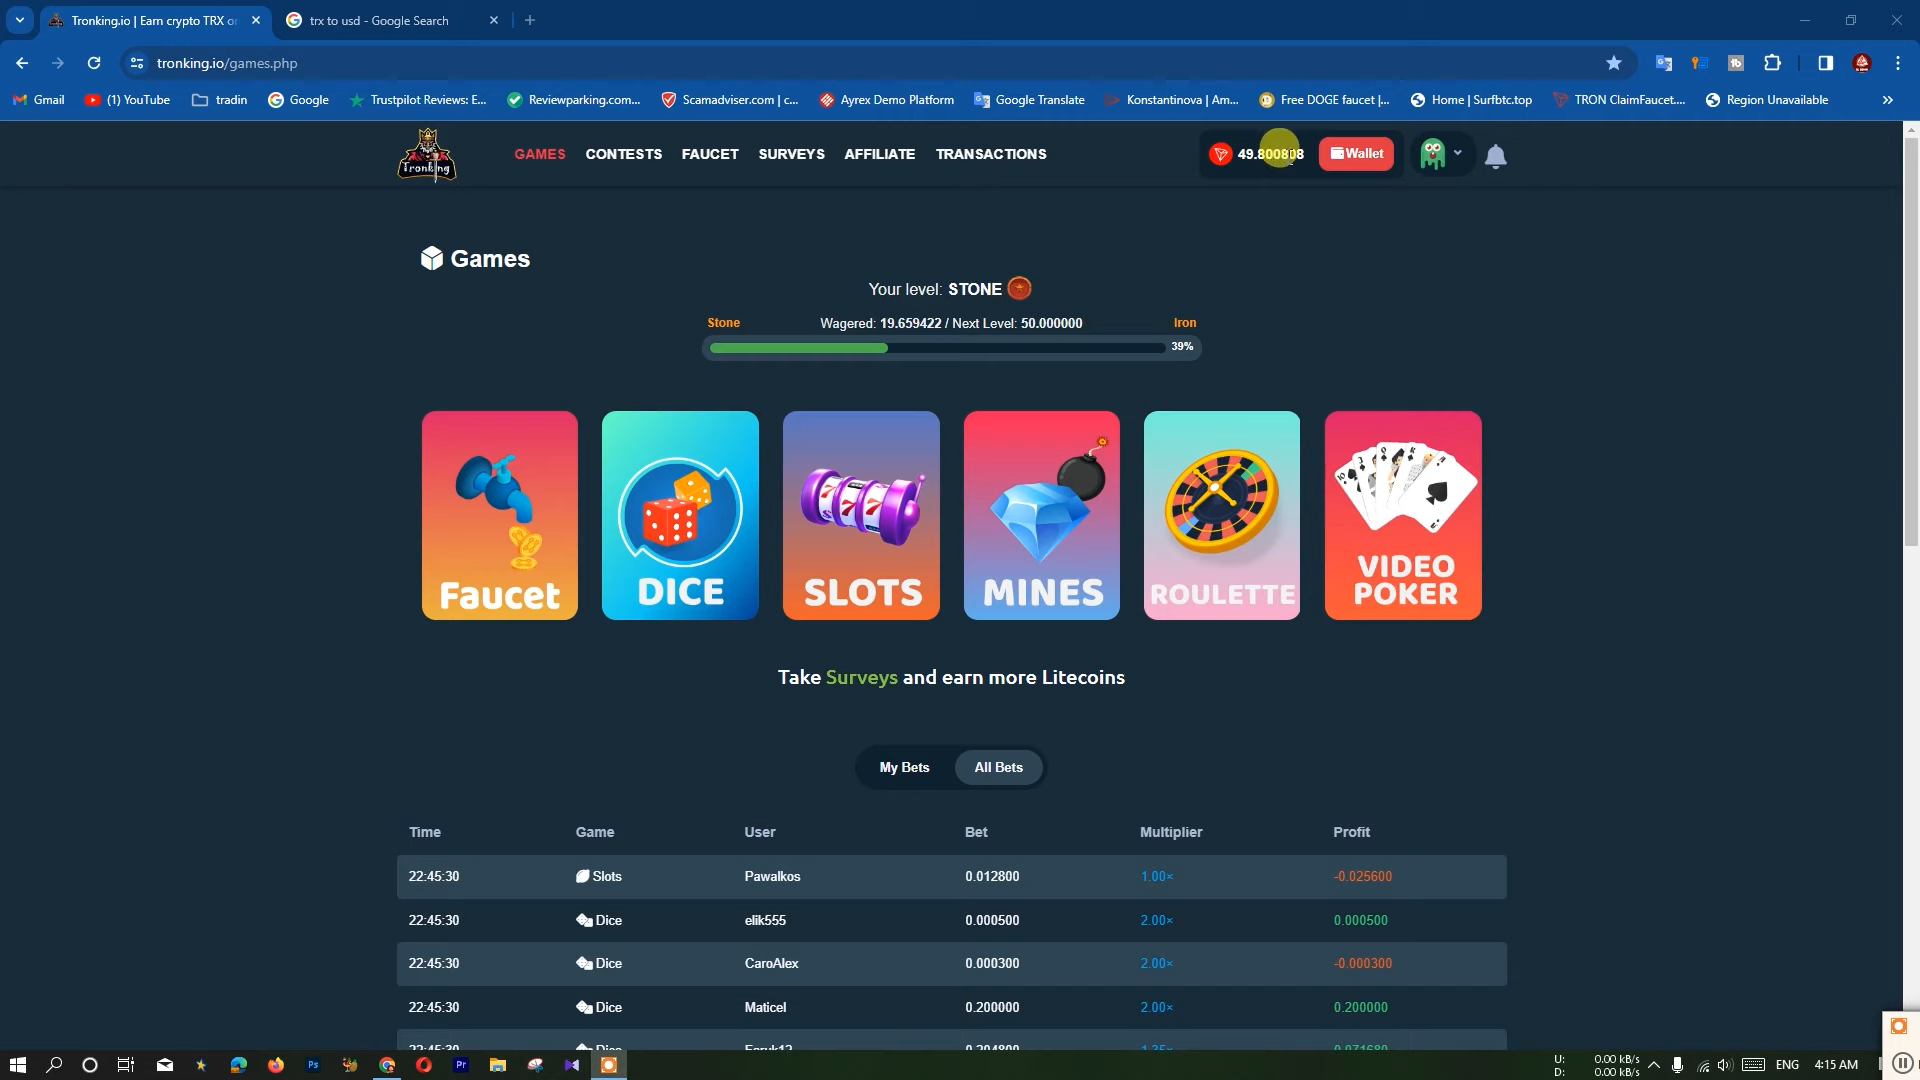 Tronking.io | Earn crypto TRX o
trx to usd - Google Search
tronking.io/games.php
Gmail
(1) YouTube
tradin
Google
Trustpilot Reviews: E...
Reviewparking.com...
Scamadviser.com | c...
Ayrex Demo Platform
Google Translate
Konstantinova | Am...
Free DOGE faucet |...
Home | Surfbtc.top
TRON ClaimFaucet....
Region Unavailable
Tronking
GAMES
CONTESTS
FAUCET
SURVEYS
AFFILIATE
TRANSACTIONS
49.800808
Wallet
Games
Your level: STONE
Stone
Wagered: 19.659422 / Next Level: 50.000000
Iron
39%
Faucet
DICE
SLOTS
MINES
ROULETTE
VIDEO
POKER
Take Surveys and earn more Litecoins
My Bets
All Bets
Time Game User Bet Multiplier Profit
22:45:30 Slots Pawalkos 0.012800 1.00× -0.025600
22:45:30 Dice elik555 0.000500 2.00× 0.000500
22:45:30 Dice CaroAlex 0.000300 2.00× -0.000300
22:45:30 Dice Maticel 0.200000 2.00× 0.200000
U: 0.00 kB/s
D: 0.00 kB/s
ENG
4:15 AM